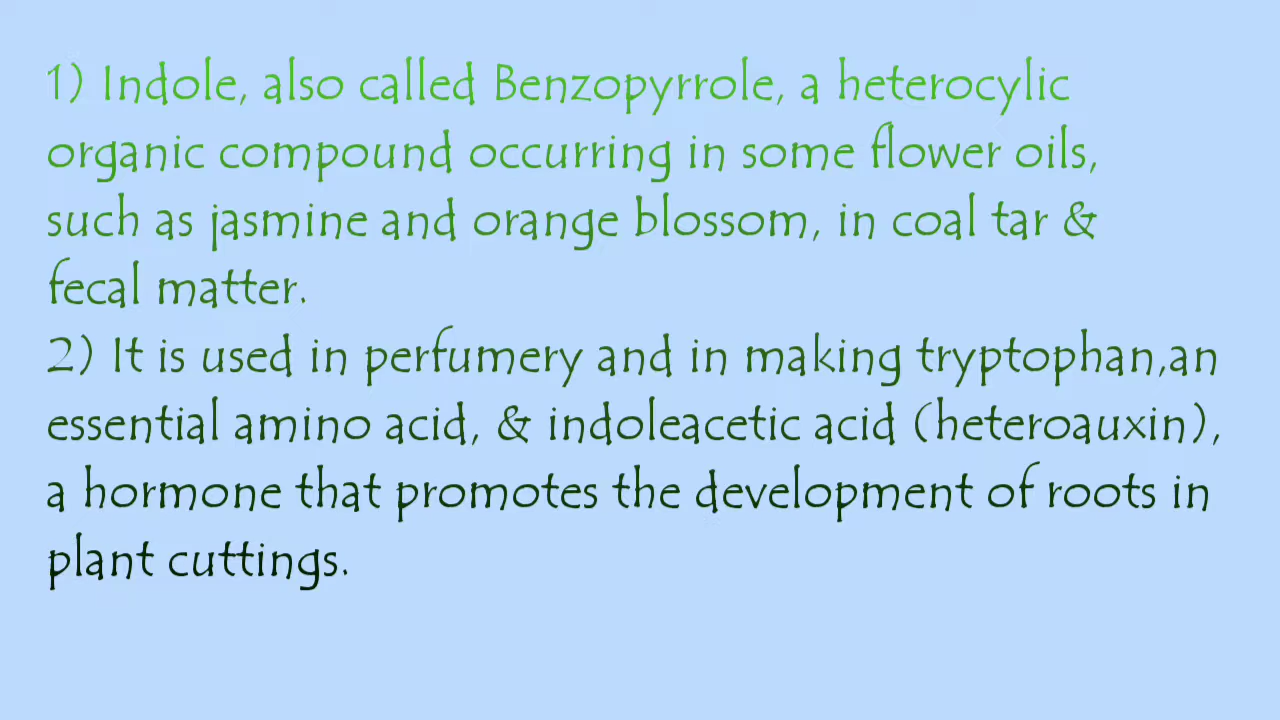 1) Indole, also called Benzopyrrole, a heterocylic
organic compound occurring in some flower oils,
such as jasmine and orange blossom, in coal tar &
fecal matter.
2) It is used in perfumery and in making tryptophan,an
essential amino acid, & indoleacetic acid (heteroauxin),
a hormone that promotes the development of roots in
plant cuttings.